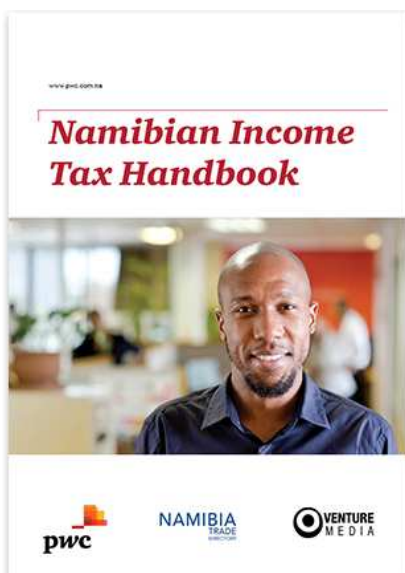 www.pwc.com.na
Namibian Income
Tax Handbook
pwc
NAMIBIA
TRADE
DIRECTORY
VENTURE
MEDIA